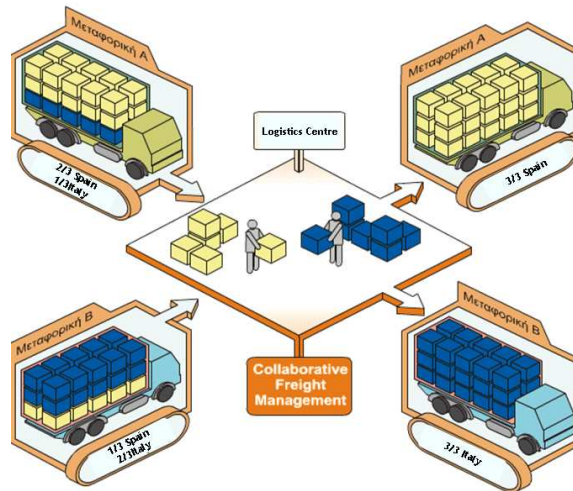 Μεταφορική Α
2/3 Spain
1/3Italy
Logistics Centre
Μεταφορική Α
3/3 Spain
Μεταφορική Β
1/3 Spain
2/3Italy
Collaborative
Freight
Management
Μεταφορική Β
3/3 Italy